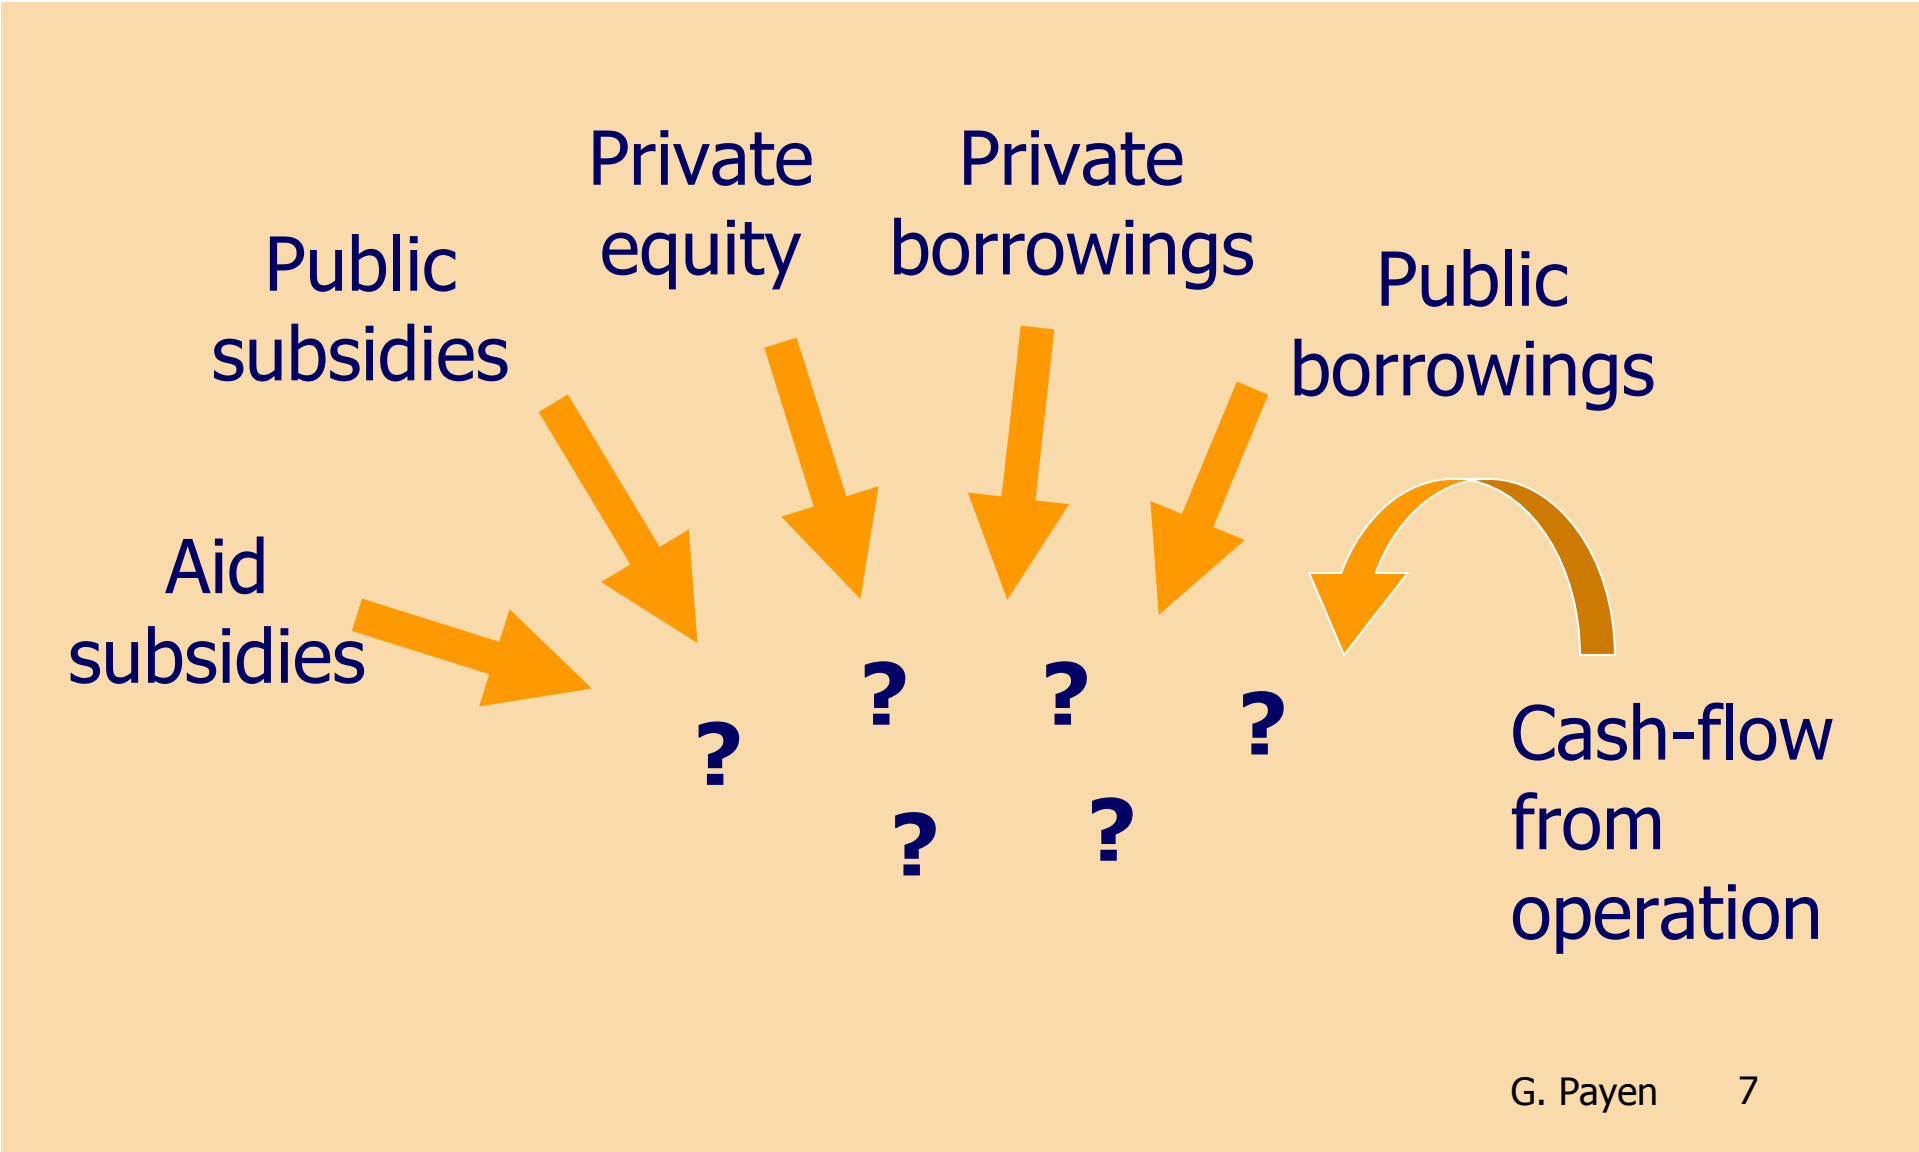 Private
equity
Private
borrowings
Public
subsidies
Public
borrowings
Aid
subsidies
?
?
?
?
?
?
Cash-flow
from
operation
G. Payen 7